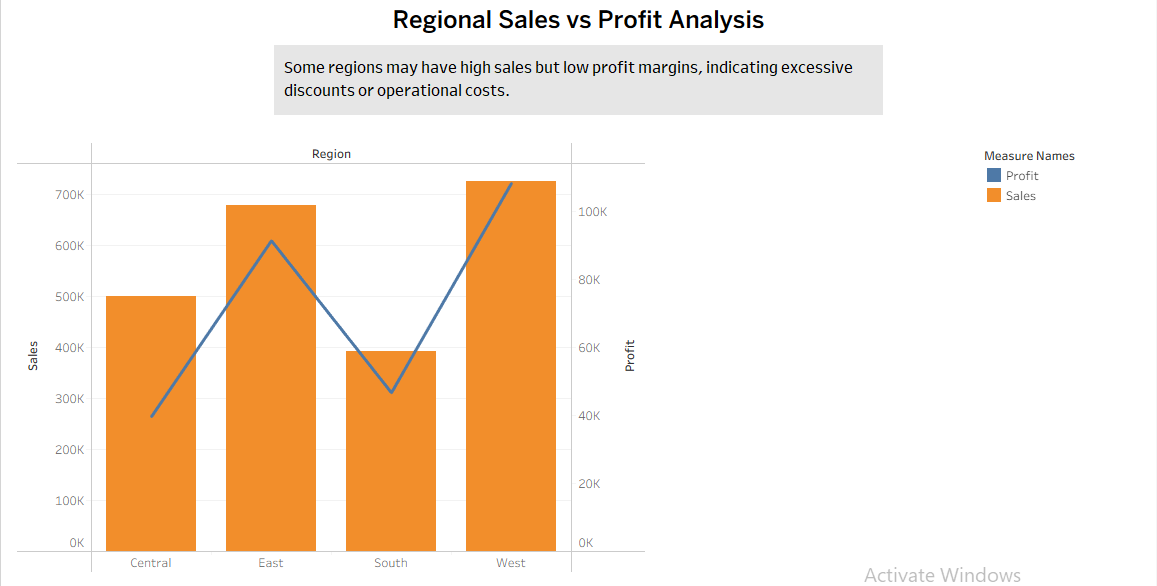 Regional Sales vs Profit Analysis
Some regions may have high sales but low profit margins, indicating excessive
discounts or operational costs.
Region
Measure Names
Profit
Sales
700K
600K
500K
400K
300K
200K
100K
0K
Sales
100K
80K
60K
40K
20K
0K
Profit
Central East South West
Activate Windows